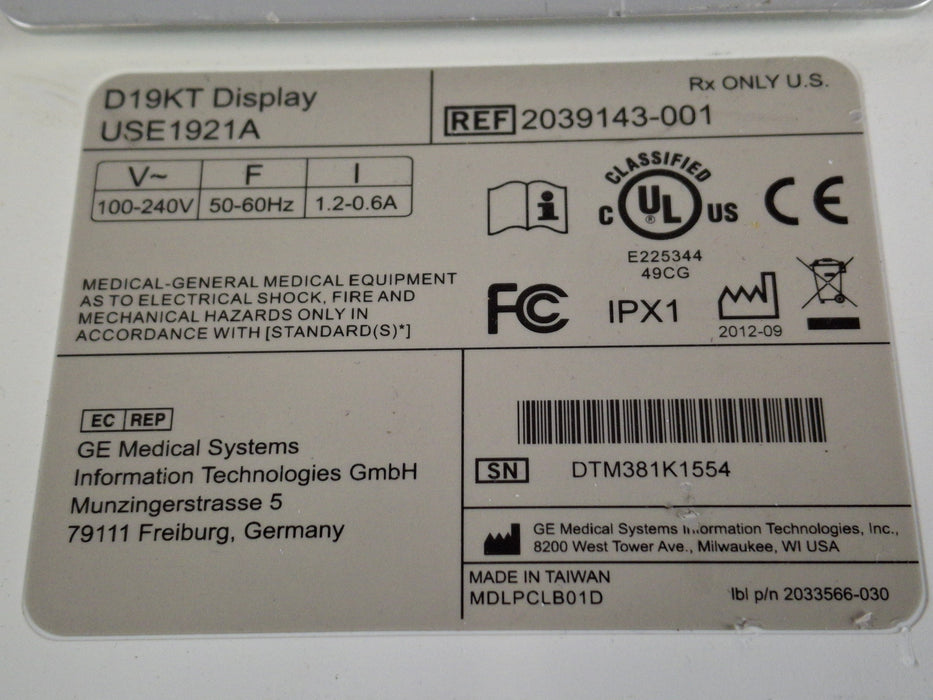 D19KT Display
USE1921A
Rx ONLY U.S.
REF 2039143-001
V~ F I
100-240V 50-60Hz 1.2-0.6A
CLASSIFIED
C UL ® US
E225344
49CG
CE
MEDICAL-GENERAL MEDICAL EQUIPMENT
AS TO ELECTRICAL SHOCK, FIRE AND
MECHANICAL HAZARDS ONLY IN
ACCORDANCE WITH [STANDARD(S)*]
FC
IPX1
2012-09
EC REP
GE Medical Systems
Information Technologies GmbH
Munzingerstrasse 5
79111 Freiburg, Germany
SN DTM381K1554
GE Medical Systems Information Technologies, Inc.,
8200 West Tower Ave., Milwaukee, WI USA
MADE IN TAIWAN
MDLPCLB01D
lbl p/n 2033566-030